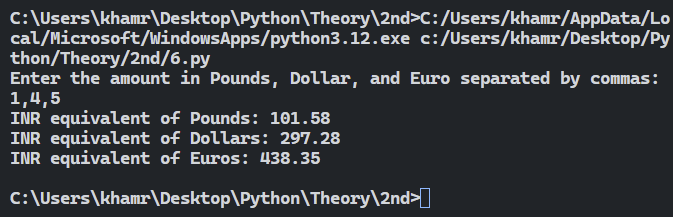 C:\Users\khamr\Desktop\Python\Theory\2nd>C:/Users/khamr/AppData/Lo
cal/Microsoft/WindowsApps/python3.12.exe c:/Users/khamr/Desktop/Py
thon/Theory/2nd/6.py
Enter the amount in Pounds, Dollar, and Euro separated by commas:
1,4,5
INR equivalent of Pounds: 101.58
INR equivalent of Dollars: 297.28
INR equivalent of Euros: 438.35
C:\Users\khamr\Desktop\Python\Theory\2nd>